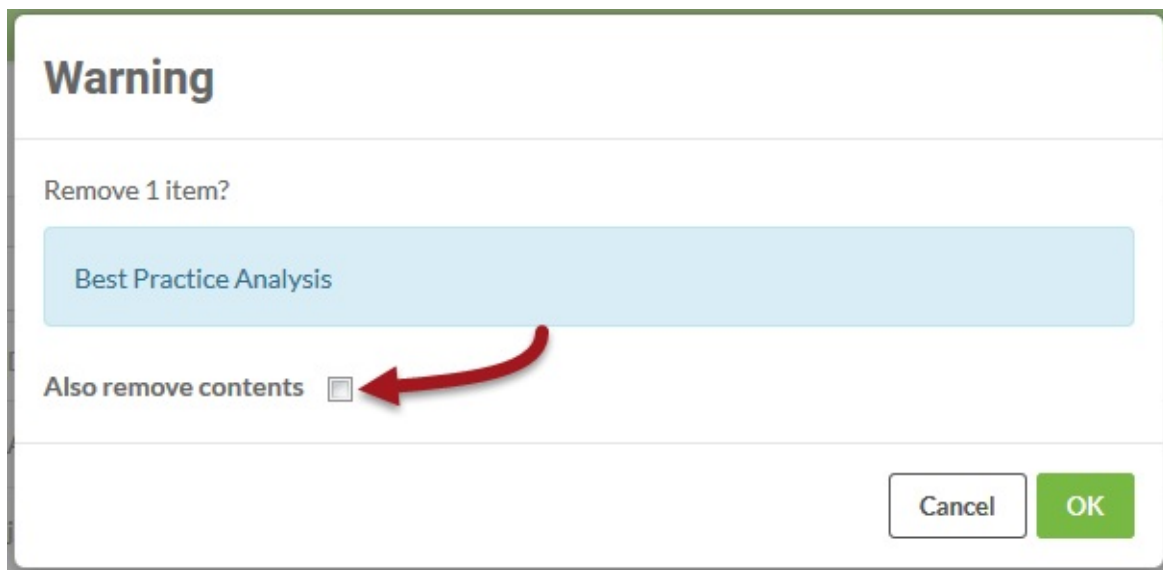 Warning
Remove 1 item?
Best Practice Analysis
Also remove contents
Cancel
OK